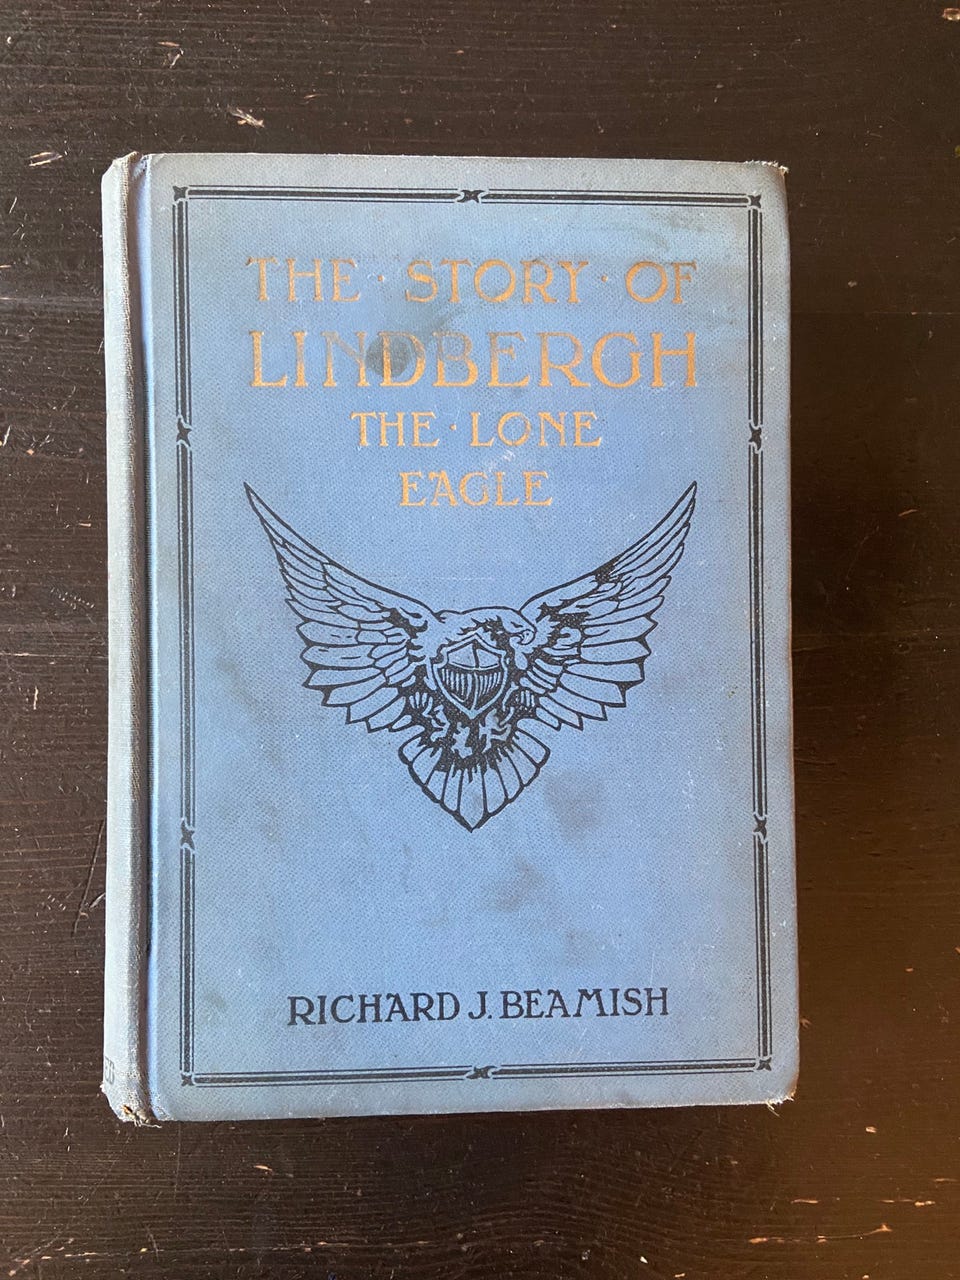 THE · STORY · OF
LINDBERGH
THE · LONE
EAGLE
RICHARD J. BEAMISH